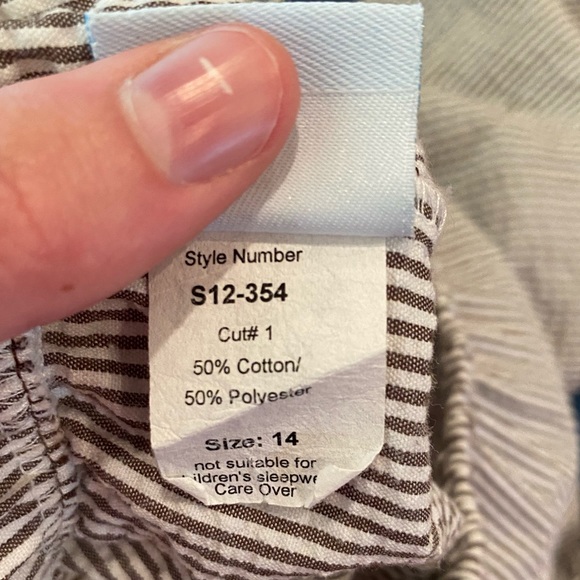 Style Number
S12-354
Cut# 1
50% Cotton/
50% Polyester
Size: 14
not suitable for
ildren's sleepwe
Care Over